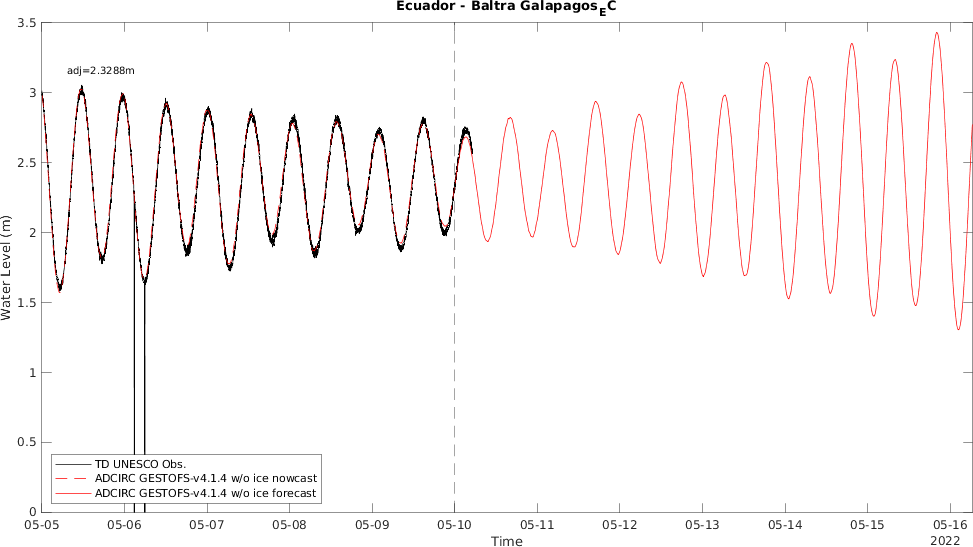 Ecuador - Baltra Galapagos_EC
3.5
3
2.5
2
1.5
1
0.5
0
Water Level (m)
adj=2.3288m
TD UNESCO Obs.
ADCIRC GESTOFS-v4.1.4 w/o ice nowcast
ADCIRC GESTOFS-v4.1.4 w/o ice forecast
05-05 05-06 05-07 05-08 05-09 05-10 05-11 05-12 05-13 05-14 05-15 05-16
Time
2022